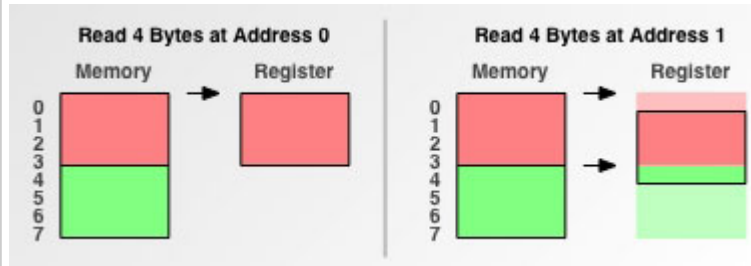 Read 4 Bytes at Address 0
Memory
Register
0
1
2
3
4
5
6
7
Read 4 Bytes at Address 1
Memory
Register
0
1
2
3
4
5
6
7